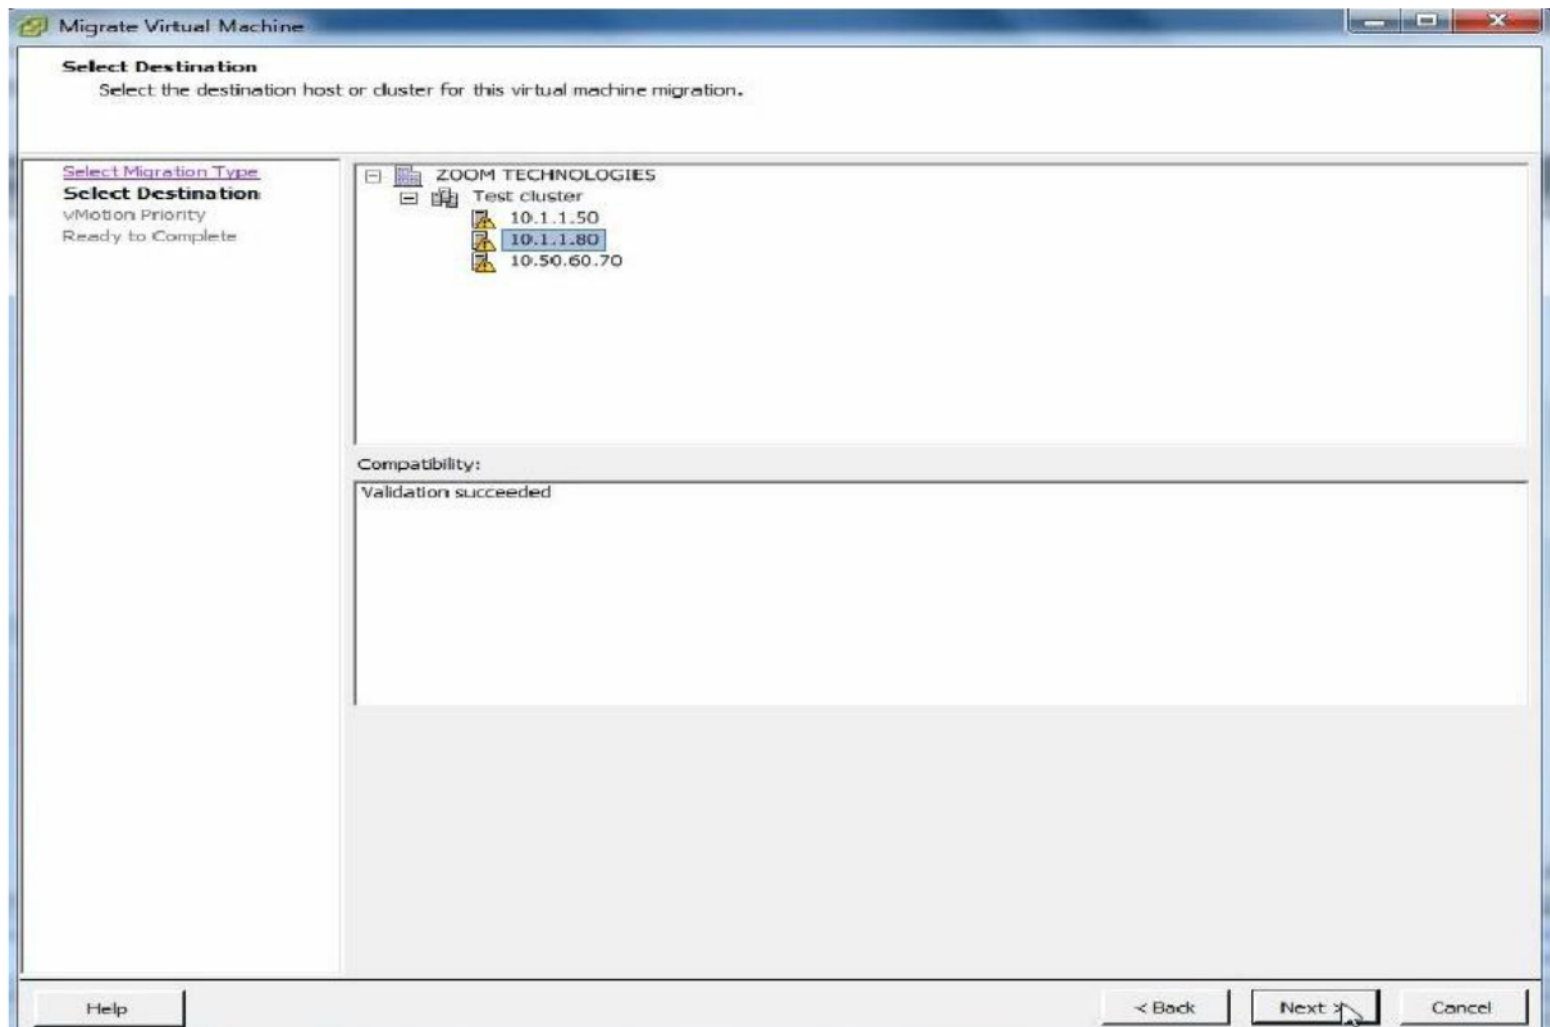 Migrate Virtual Machine
Select Destination
Select the destination host or cluster for this virtual machine migration.
Select Migration Type
Select Destination
vMotion Priority
Ready to Complete
ZOOM TECHNOLOGIES
Test cluster
10.1.1.50
10.1.1.80
10.50.60.70
Compatibility:
Validation succeeded
Help
< Back
Next >
Cancel